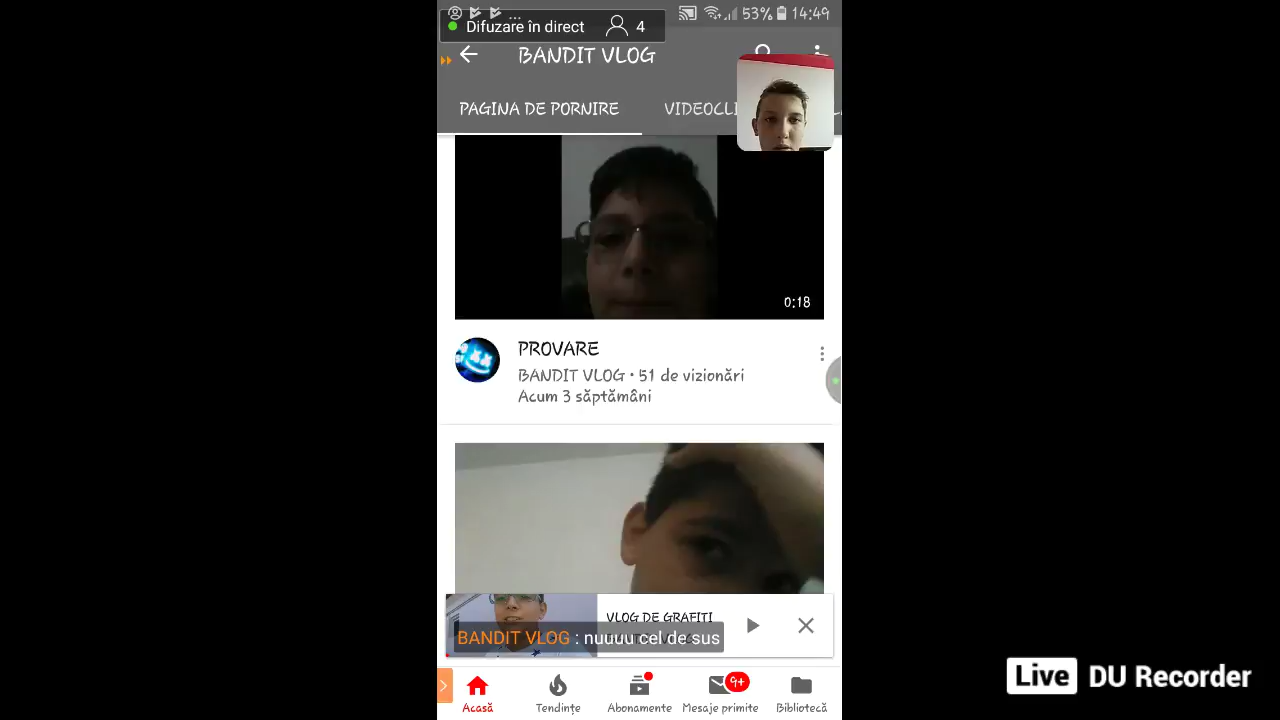 53% 14:49
Difuzare în direct 4
BANDIT VLOG
PAGINA DE PORNIRE
0:18
PROVARE
BANDIT VLOG • 51 de vizionări
Acum 3 săptămâni
VLOG DE GRAFITI
BANDIT VLOG : nuuuu cel de sus
9+
Acasă Tendințe Abonamente Mesaje primite Bibliotecă
Live DU Recorder